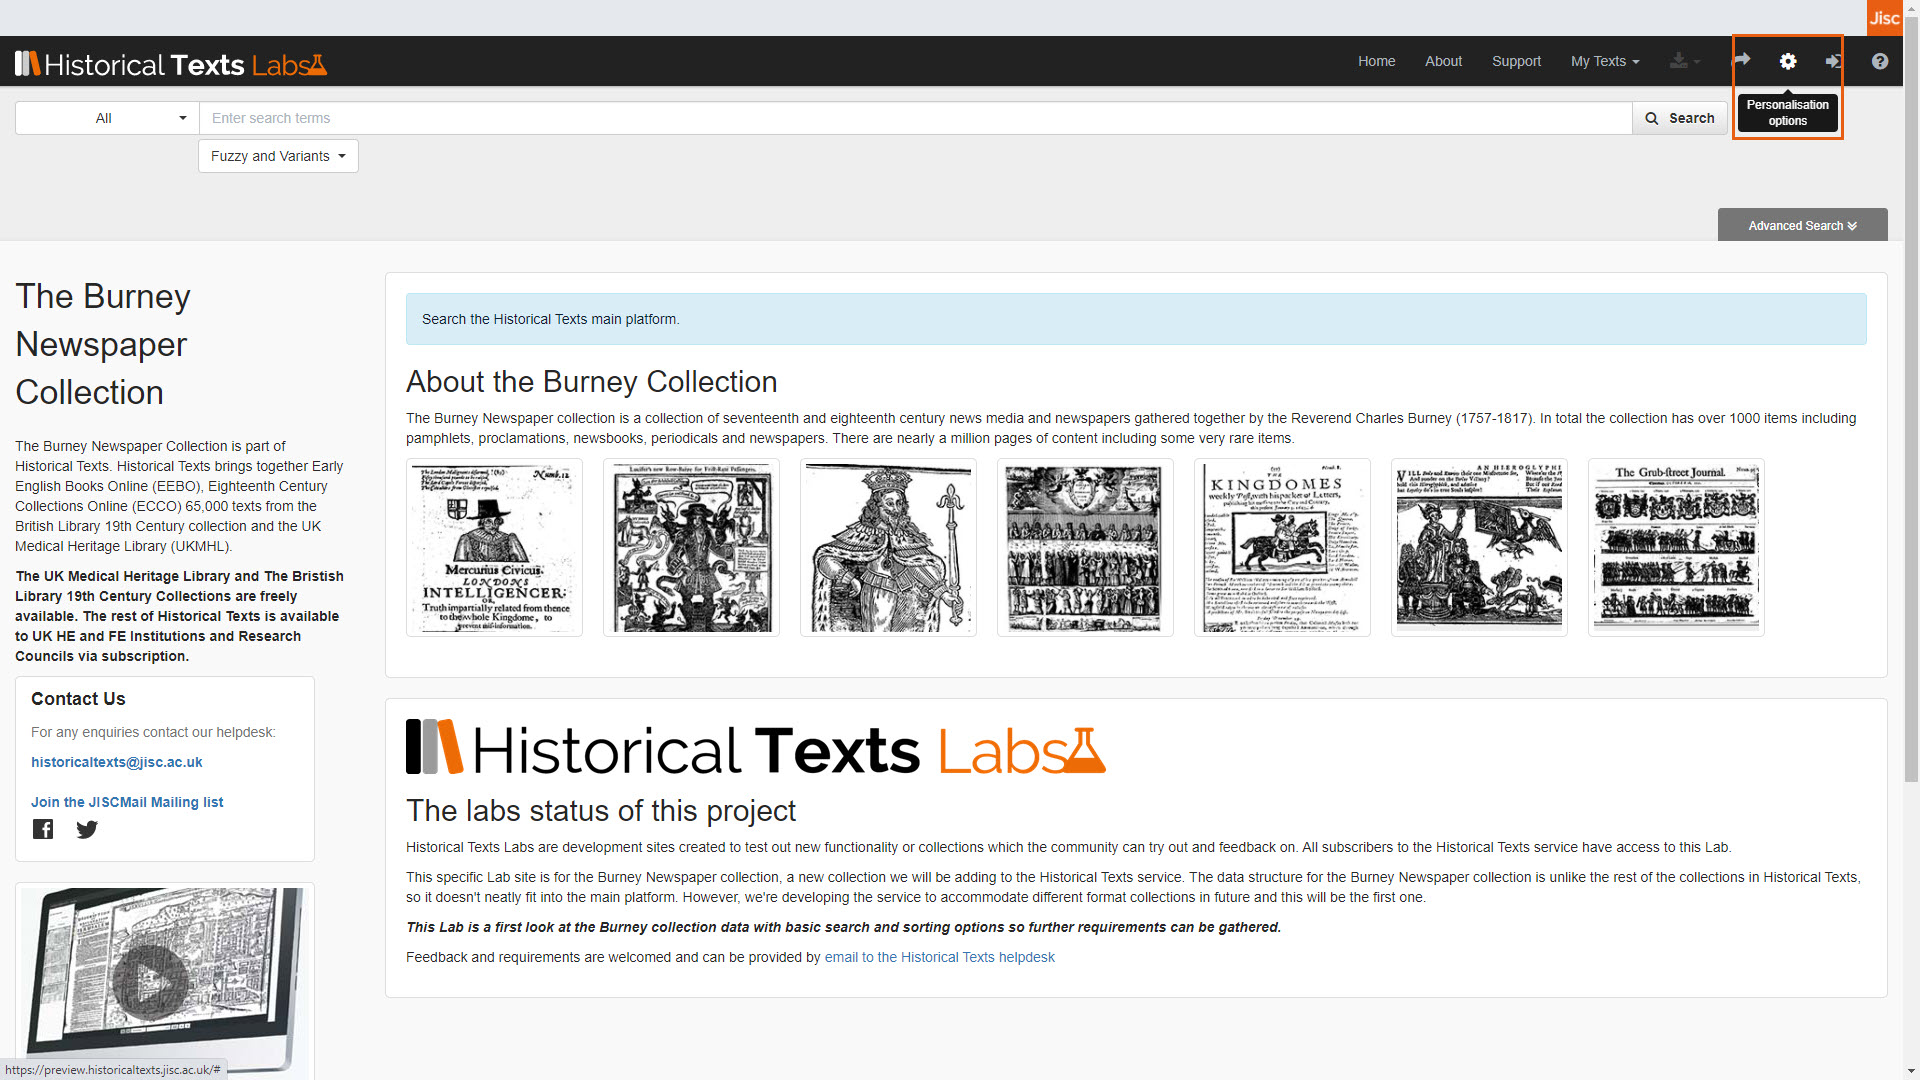 Jisc
Historical Texts Labs
Home
About
Support
My Texts
Personalisation
options
All
Enter search terms
Search
Fuzzy and Variants
Advanced Search
The Burney
Newspaper
Collection
The Burney Newspaper Collection is part of
Historical Texts. Historical Texts brings together Early
English Books Online (EEBO), Eighteenth Century
Collections Online (ECCO) 65,000 texts from the
British Library 19th Century collection and the UK
Medical Heritage Library (UKMHL).
The UK Medical Heritage Library and The Bristish
Library 19th Century Collections are freely
available. The rest of Historical Texts is available
to UK HE and FE Institutions and Research
Councils via subscription.
Contact Us
For any enquiries contact our helpdesk:
historicaltexts@jisc.ac.uk
Join the JISCMail Mailing list
Search the Historical Texts main platform.
About the Burney Collection
The Burney Newspaper collection is a collection of seventeenth and eighteenth century news media and newspapers gathered together by the Reverend Charles Burney (1757-1817). In total the collection has over 1000 items including
pamphlets, proclamations, newsbooks, periodicals and newspapers. There are nearly a million pages of content including some very rare items.
Numb. 12
Mercurius Civicus.
LONDONS
INTELLIGENCER:
OR,
Truth impartially related from thence
to the whole Kingdome, to
prevent mis-information.
KINGDOMES
weekly Post, with his packet of Letters,
AN HIEROGLYPHI
The Grub-street Journal.
Historical Texts Labs
The labs status of this project
Historical Texts Labs are development sites created to test out new functionality or collections which the community can try out and feedback on. All subscribers to the Historical Texts service have access to this Lab.
This specific Lab site is for the Burney Newspaper collection, a new collection we will be adding to the Historical Texts service. The data structure for the Burney Newspaper collection is unlike the rest of the collections in Historical Texts,
so it doesn't neatly fit into the main platform. However, we're developing the service to accommodate different format collections in future and this will be the first one.
This Lab is a first look at the Burney collection data with basic search and sorting options so further requirements can be gathered.
Feedback and requirements are welcomed and can be provided by email to the Historical Texts helpdesk
https://preview.historicaltexts.jisc.ac.uk/#